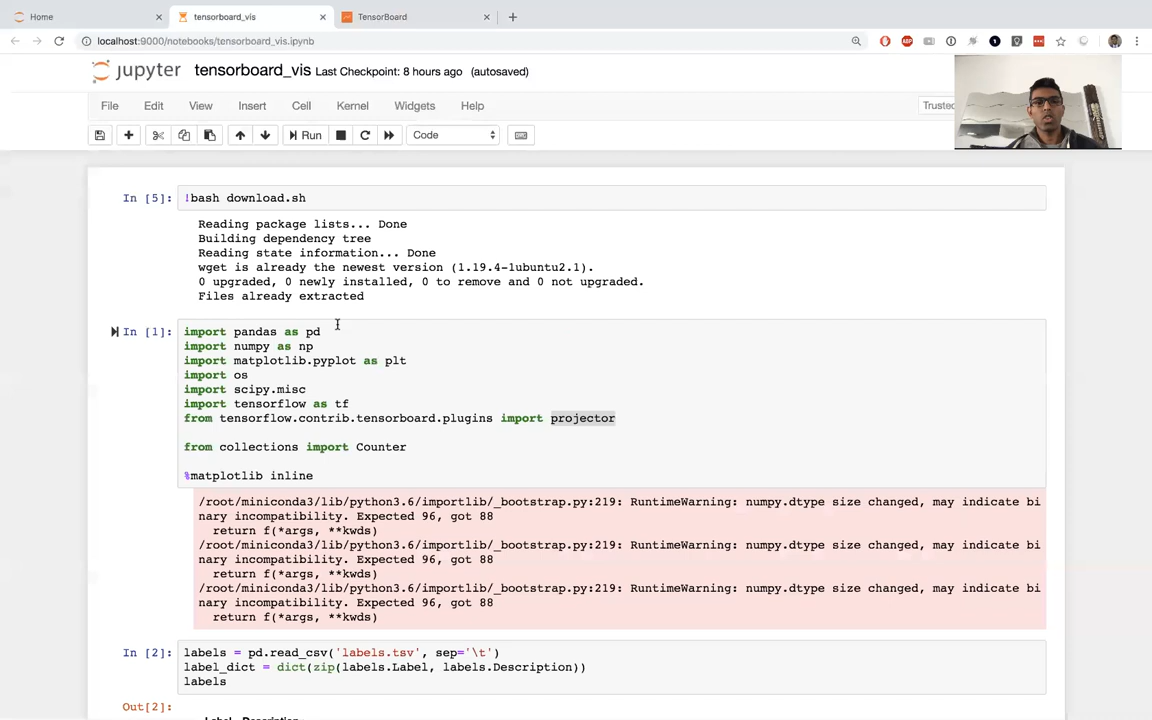 Home
tensorboard_vis
TensorBoard
localhost:9000/notebooks/tensorboard_vis.ipynb
ABP
1
jupyter tensorboard_vis Last Checkpoint: 8 hours ago (autosaved)
File Edit View Insert Cell Kernel Widgets Help Trusted
Run Code
In [5]: !bash download.sh
Reading package lists... Done
Building dependency tree
Reading state information... Done
wget is already the newest version (1.19.4-1ubuntu2.1).
0 upgraded, 0 newly installed, 0 to remove and 0 not upgraded.
Files already extracted
In [1]: import pandas as pd
import numpy as np
import matplotlib.pyplot as plt
import os
import scipy.misc
import tensorflow as tf
from tensorflow.contrib.tensorboard.plugins import projector
from collections import Counter
%matplotlib inline
/root/miniconda3/lib/python3.6/importlib/_bootstrap.py:219: RuntimeWarning: numpy.dtype size changed, may indicate bi
nary incompatibility. Expected 96, got 88
return f(*args, **kwds)
/root/miniconda3/lib/python3.6/importlib/_bootstrap.py:219: RuntimeWarning: numpy.dtype size changed, may indicate bi
nary incompatibility. Expected 96, got 88
return f(*args, **kwds)
/root/miniconda3/lib/python3.6/importlib/_bootstrap.py:219: RuntimeWarning: numpy.dtype size changed, may indicate bi
nary incompatibility. Expected 96, got 88
return f(*args, **kwds)
In [2]: labels = pd.read_csv('labels.tsv', sep='\t')
label_dict = dict(zip(labels.Label, labels.Description))
labels
Out[2]:
Label Description